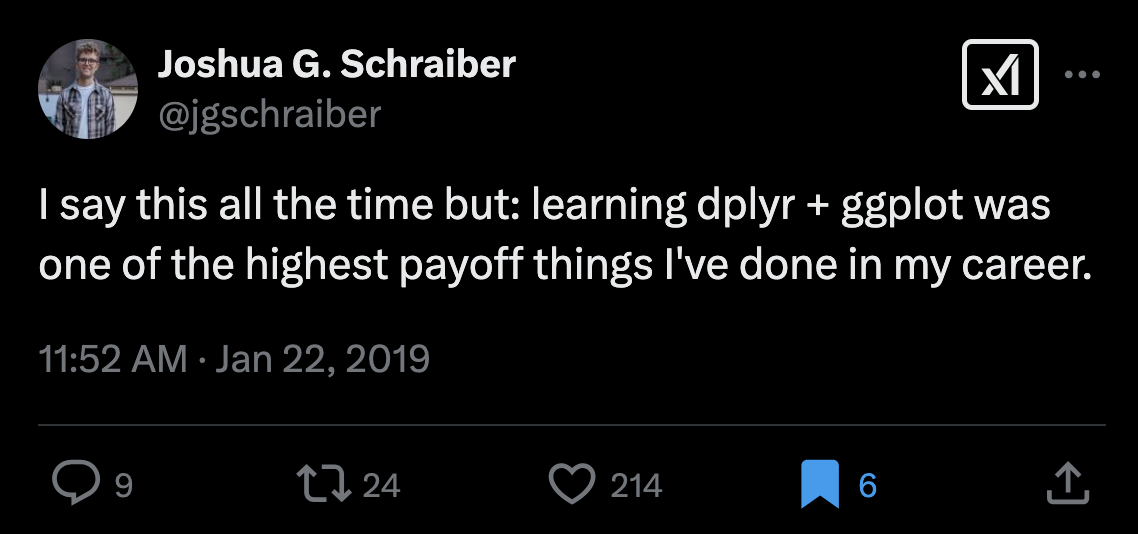 Joshua G. Schraiber
@jgschraiber
I say this all the time but: learning dplyr + ggplot was
one of the highest payoff things I've done in my career.
11:52 AM · Jan 22, 2019
9 24 214 6